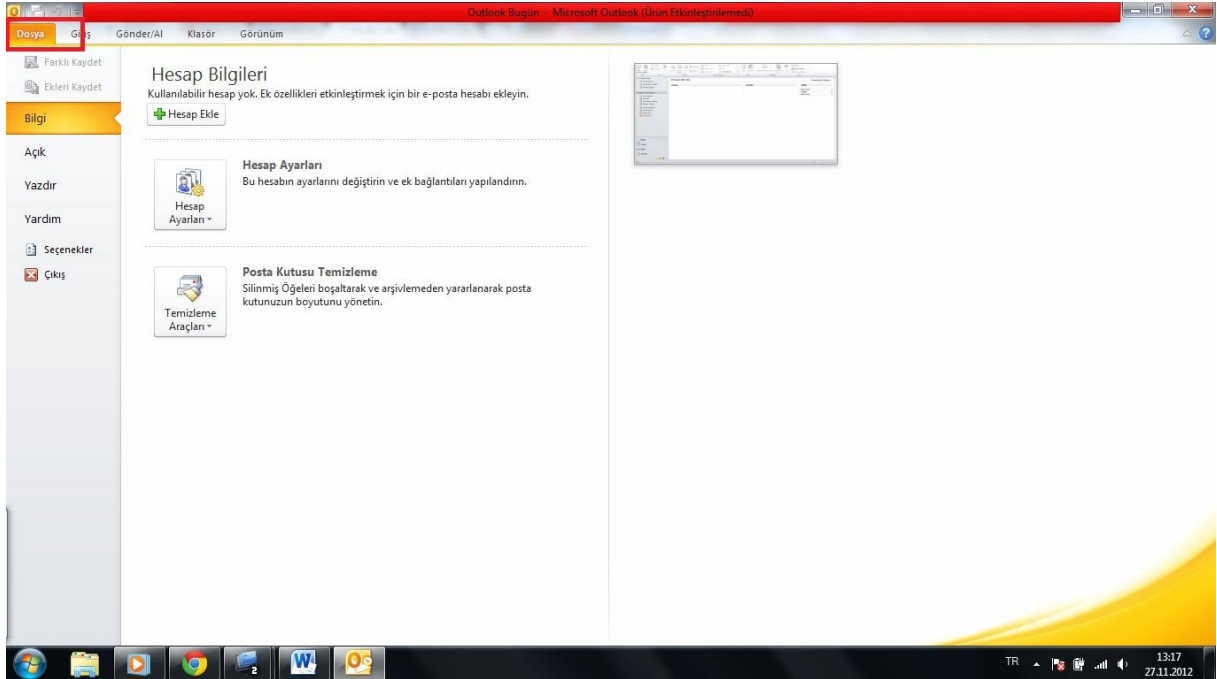 Outlook Bugün - Microsoft Outlook (Ürün Etkinleştirilemedi)
Dosya Giriş Gönder/Al Klasör Görünüm
Farklı Kaydet
Ekleri Kaydet
Bilgi
Açık
Yazdır
Yardım
Seçenekler
Çıkış
Hesap Bilgileri
Kullanılabilir hesap yok. Ek özellikleri etkinleştirmek için bir e-posta hesabı ekleyin.
Hesap Ekle
Hesap
Ayarları
Hesap Ayarları
Bu hesabın ayarlarını değiştirin ve ek bağlantıları yapılandırın.
Temizleme
Araçları
Posta Kutusu Temizleme
Silinmiş Öğeleri boşaltarak ve arşivlemeden yararlanarak posta
kutunuzun boyutunu yönetin.
TR
13:17
27.11.2012